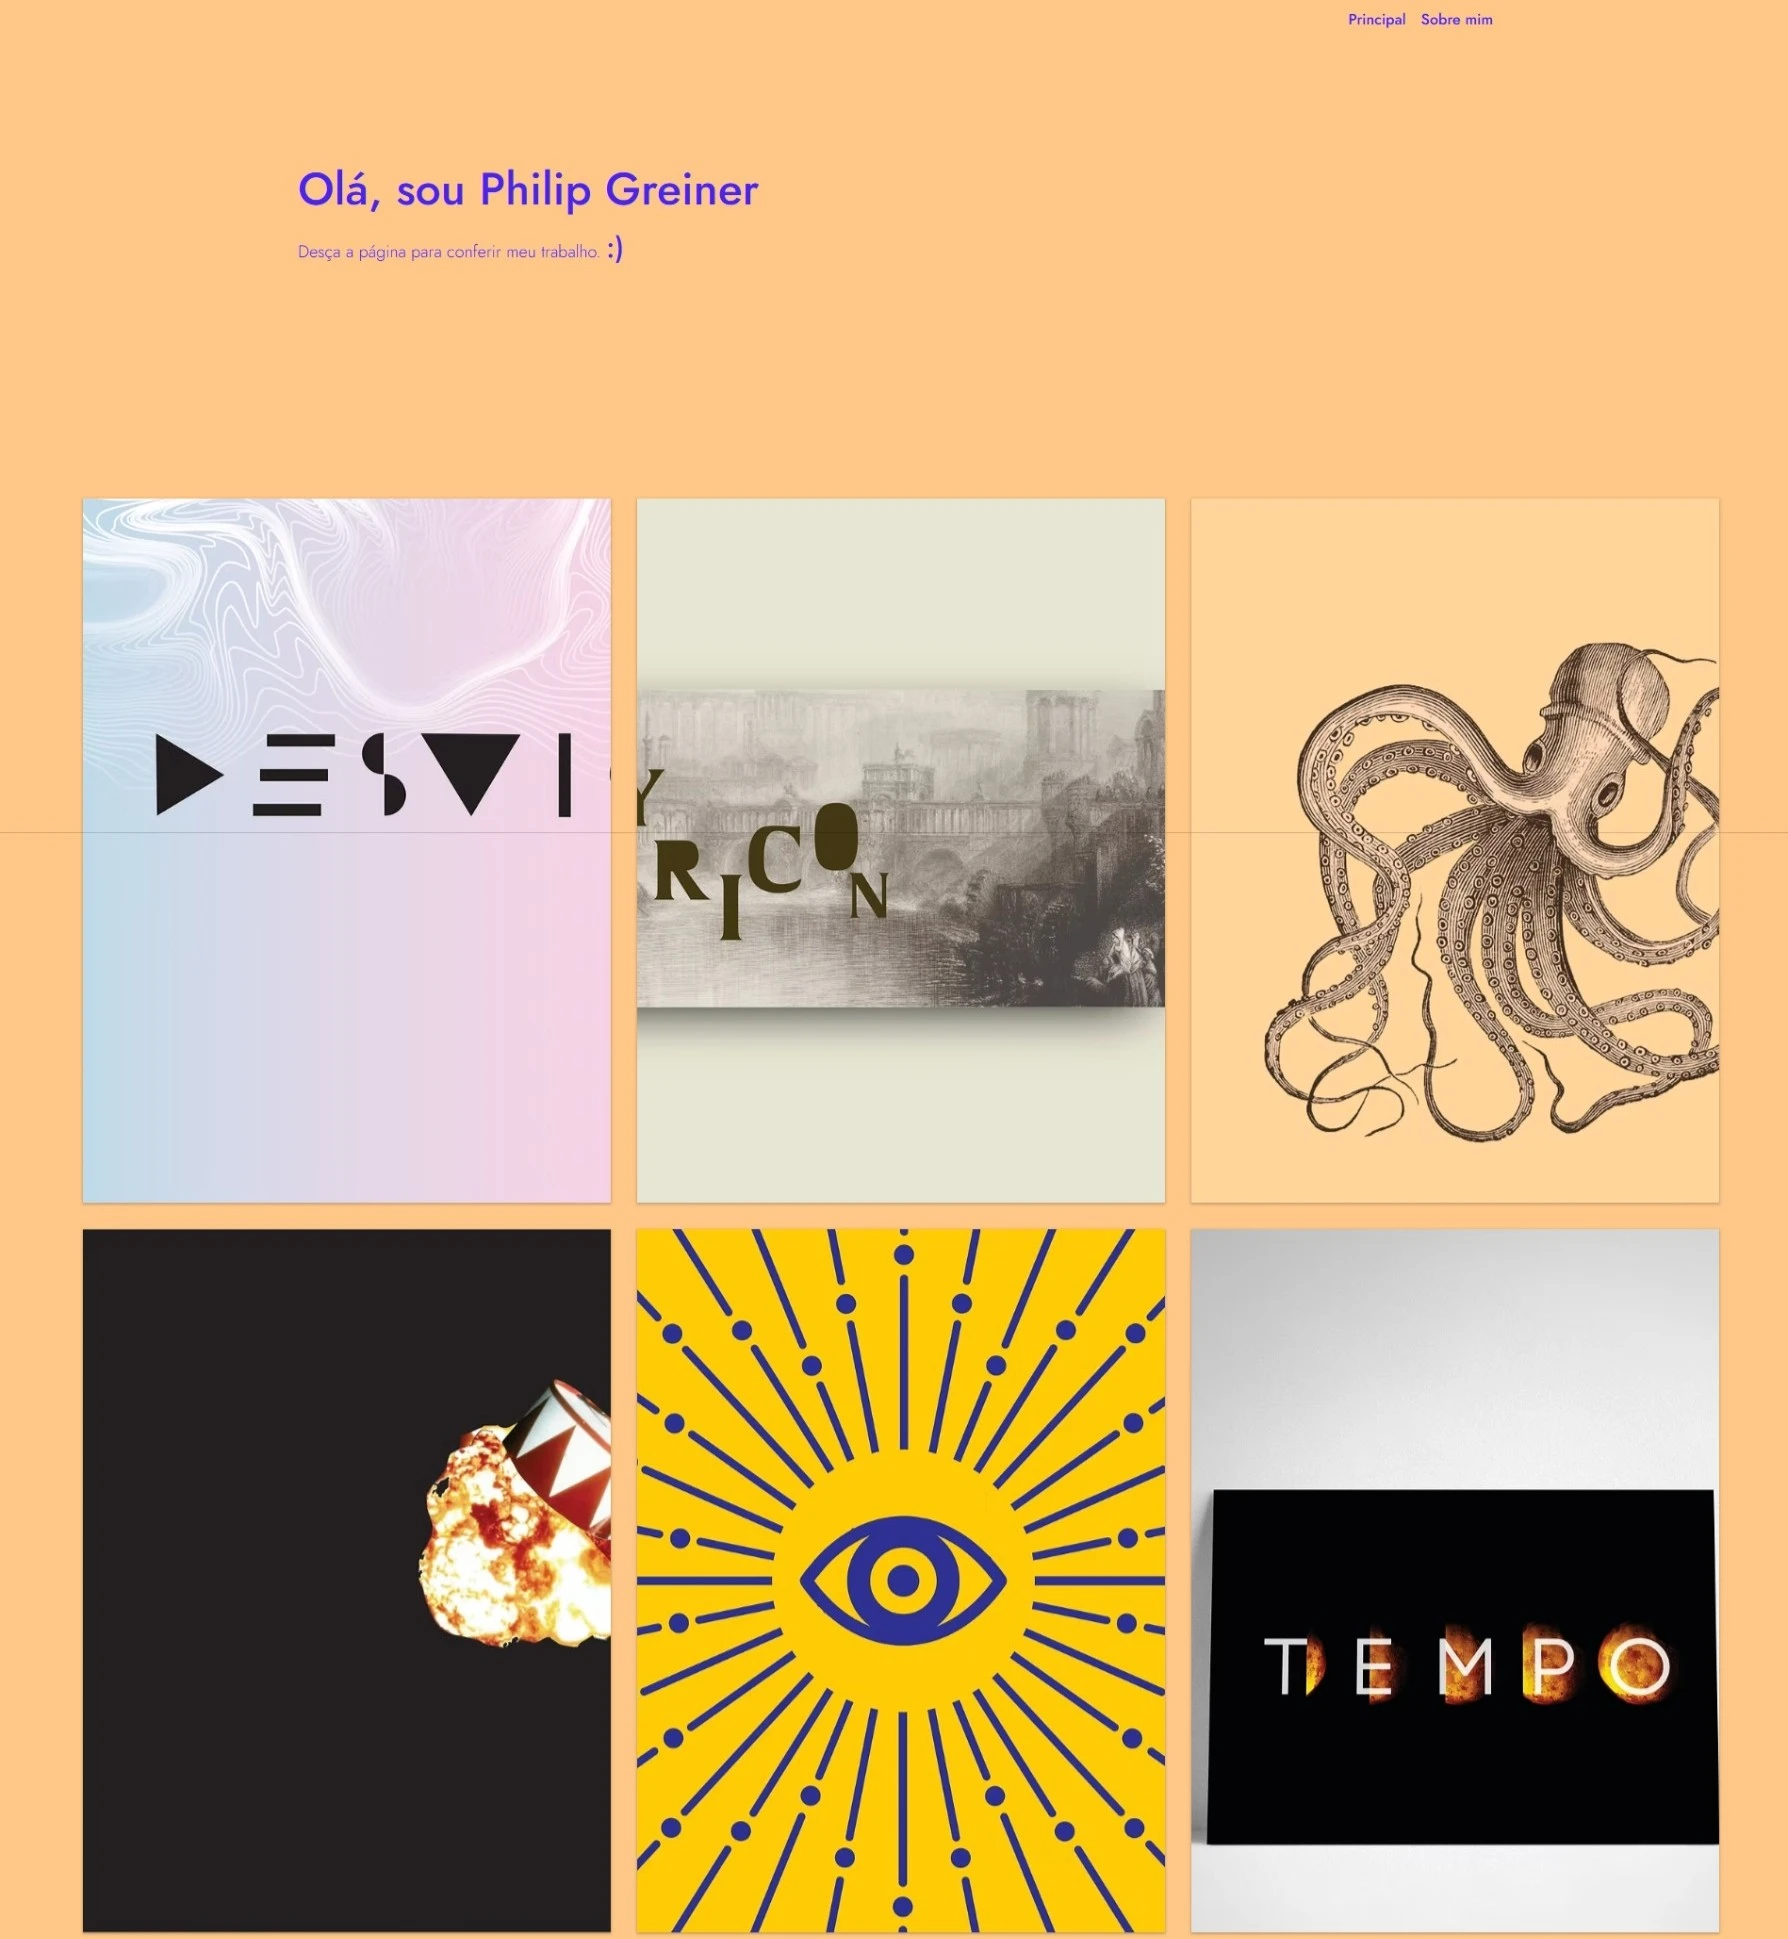 Principal Sobre mim
Olá, sou Philip Greiner
Desça a página para conferir meu trabalho. :)
DESVI
Y
RICON
TEMPO